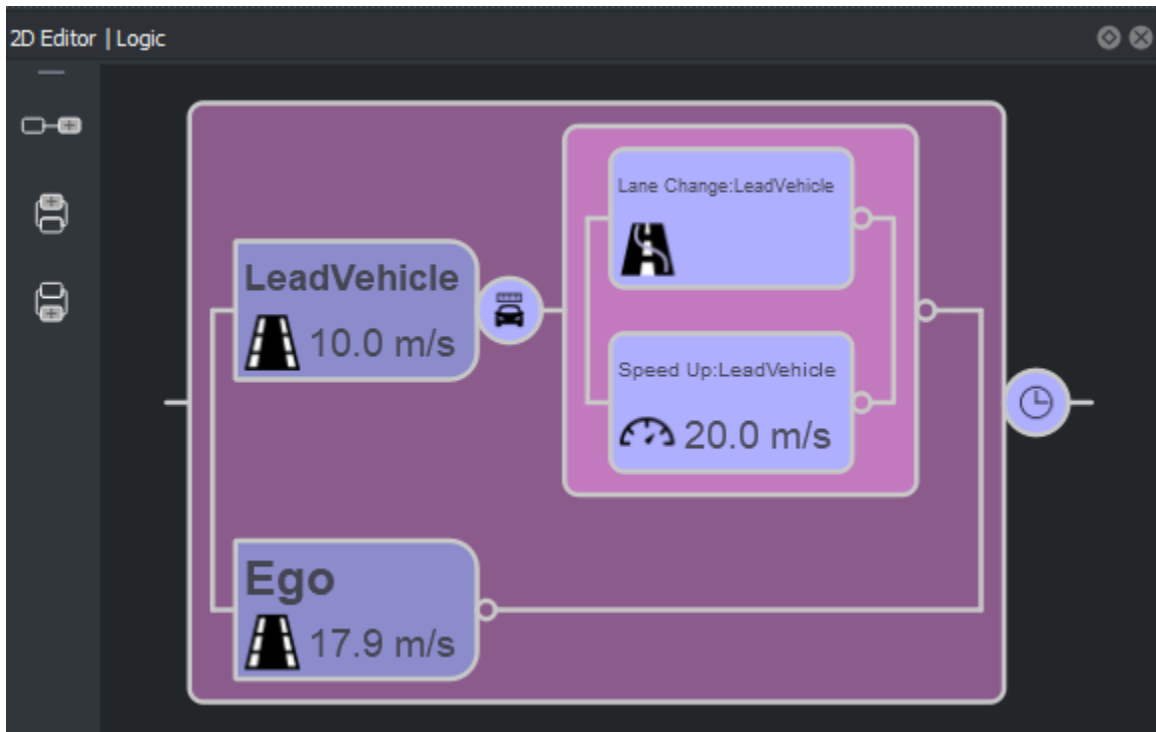 2D Editor | Logic
Lane Change:LeadVehicle
LeadVehicle
10.0 m/s
Speed Up:LeadVehicle
20.0 m/s
Ego
17.9 m/s